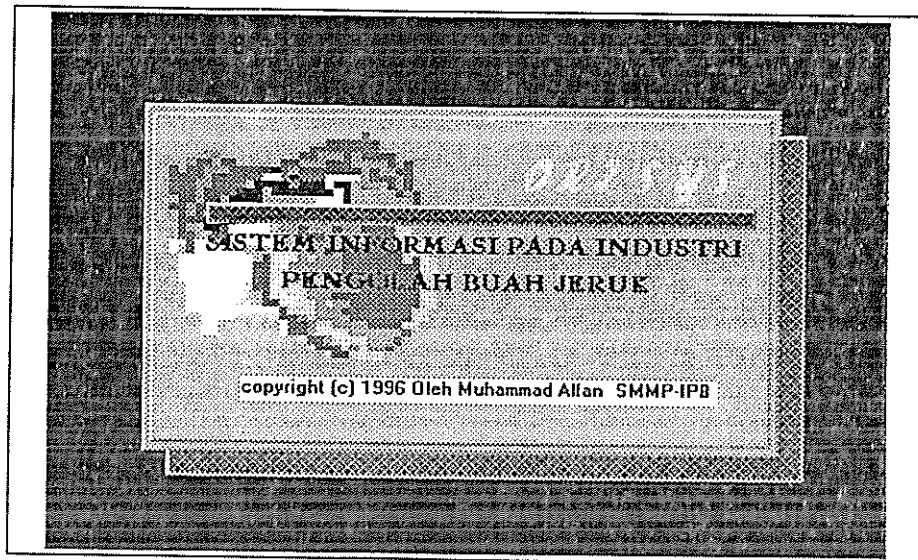 SISTEM INFORMASI PADA INDUSTRI
PENGOLAH BUAH JERUK
copyright (c) 1996 Oleh Muhammad Alfan SMMP-IPB